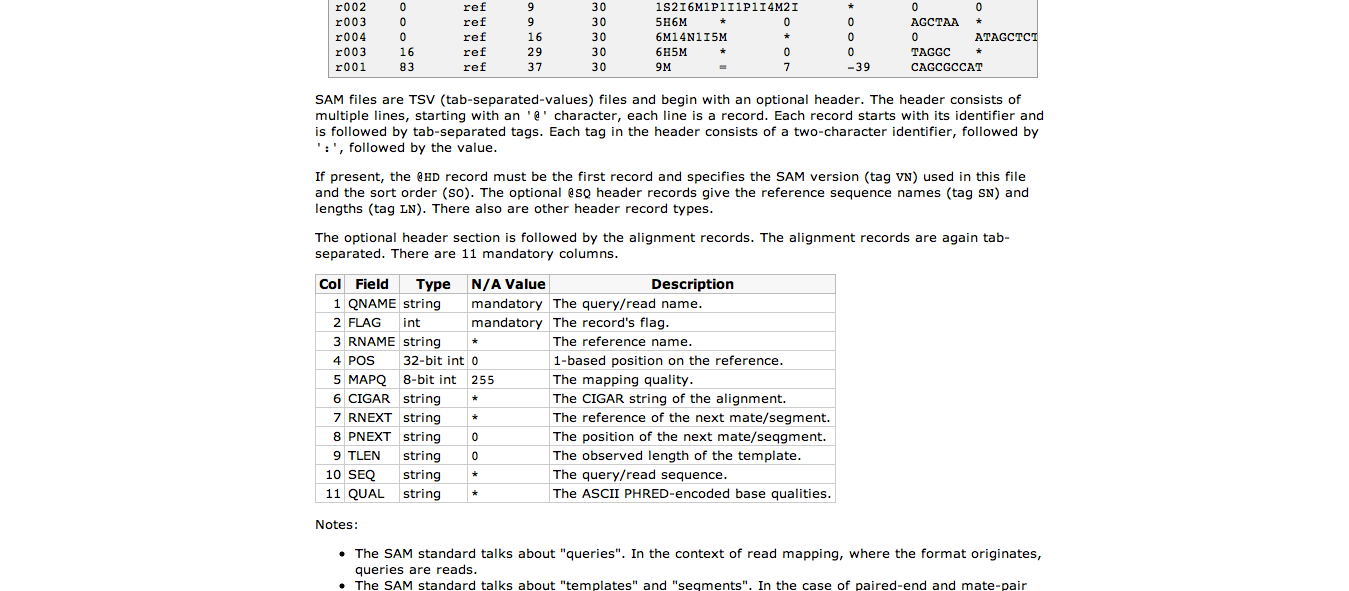 r002 0 ref 9 30 1S2I6M1P1I1P1I4M2I * 0 0
r003 0 ref 9 30 5H6M * 0 0 AGCTAA *
r004 0 ref 16 30 6M14N1I5M * 0 0 ATAGCTCT
r003 16 ref 29 30 6H5M * 0 0 TAGGC *
r001 83 ref 37 30 9M = 7 -39 CAGCGCCAT
SAM files are TSV (tab-separated-values) files and begin with an optional header. The header consists of
multiple lines, starting with an '@' character, each line is a record. Each record starts with its identifier and
is followed by tab-separated tags. Each tag in the header consists of a two-character identifier, followed by
':', followed by the value.
If present, the @HD record must be the first record and specifies the SAM version (tag VN) used in this file
and the sort order (SO). The optional @SQ header records give the reference sequence names (tag SN) and
lengths (tag LN). There also are other header record types.
The optional header section is followed by the alignment records. The alignment records are again tab-
separated. There are 11 mandatory columns.
Col Field Type N/A Value Description
1 QNAME string mandatory The query/read name.
2 FLAG int mandatory The record's flag.
3 RNAME string * The reference name.
4 POS 32-bit int 0 1-based position on the reference.
5 MAPQ 8-bit int 255 The mapping quality.
6 CIGAR string * The CIGAR string of the alignment.
7 RNEXT string * The reference of the next mate/segment.
8 PNEXT string 0 The position of the next mate/seqgment.
9 TLEN string 0 The observed length of the template.
10 SEQ string * The query/read sequence.
11 QUAL string * The ASCII PHRED-encoded base qualities.
Notes:
• The SAM standard talks about "queries". In the context of read mapping, where the format originates,
queries are reads.
• The SAM standard talks about "templates" and "segments". In the case of paired-end and mate-pair